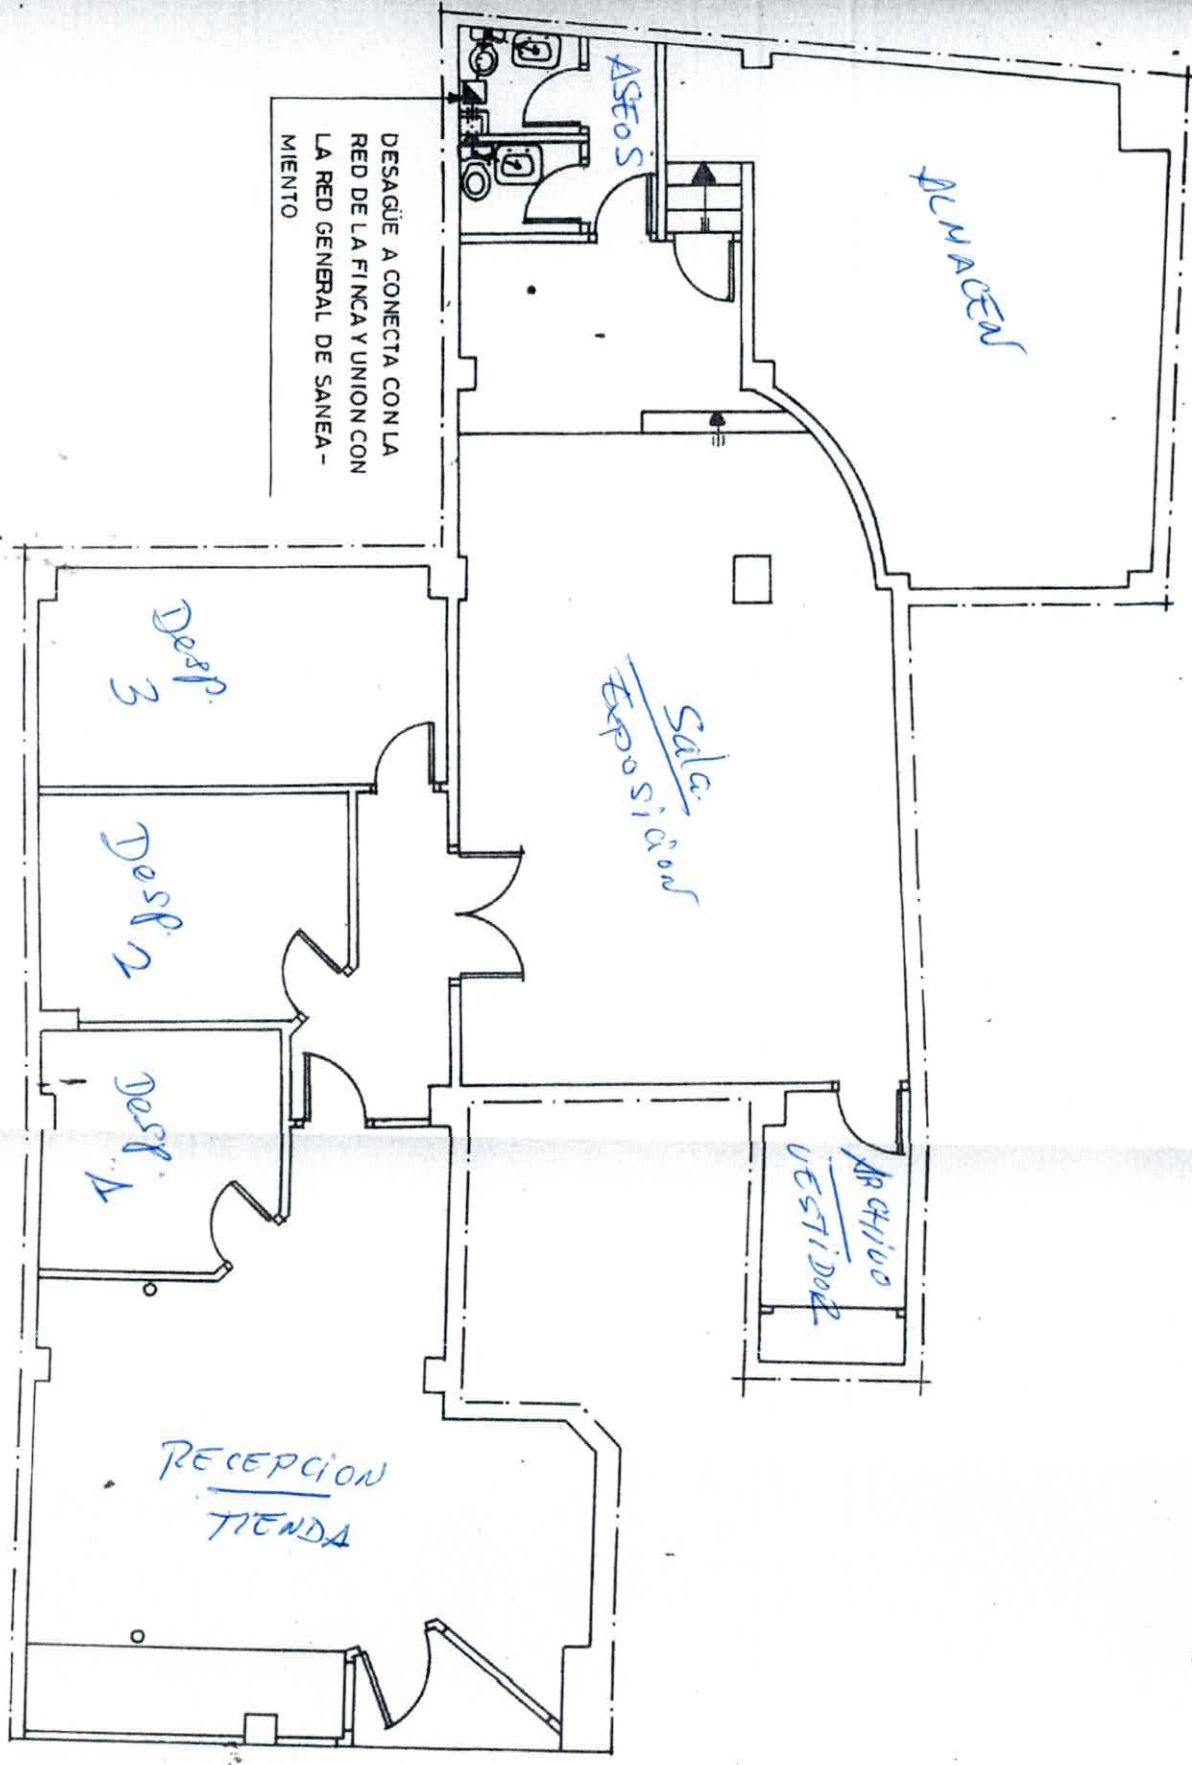 ASEOS
ALMACEN
DESAGÜE A CONECTA CON LA
RED DE LA FINCA Y UNION CON
LA RED GENERAL DE SANEA-
MIENTO
Desp.
3
Sala
Exposición
Desp.
2
Desp.
1
ARCHIVO
VESTIDOR
RECEPCION
TIENDA